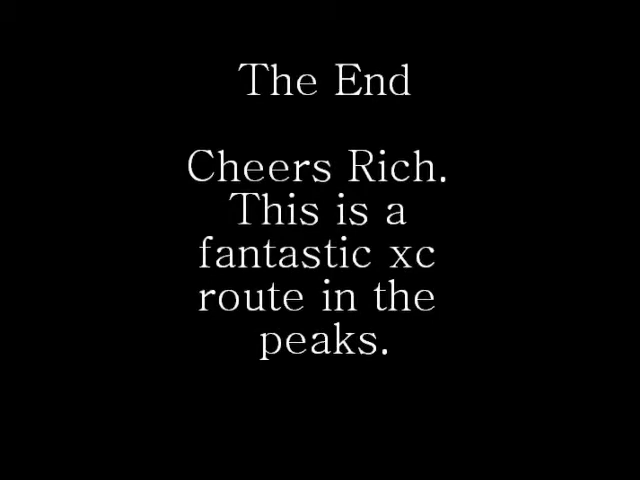 The End
Cheers Rich.
This is a
fantastic xc
route in the
peaks.